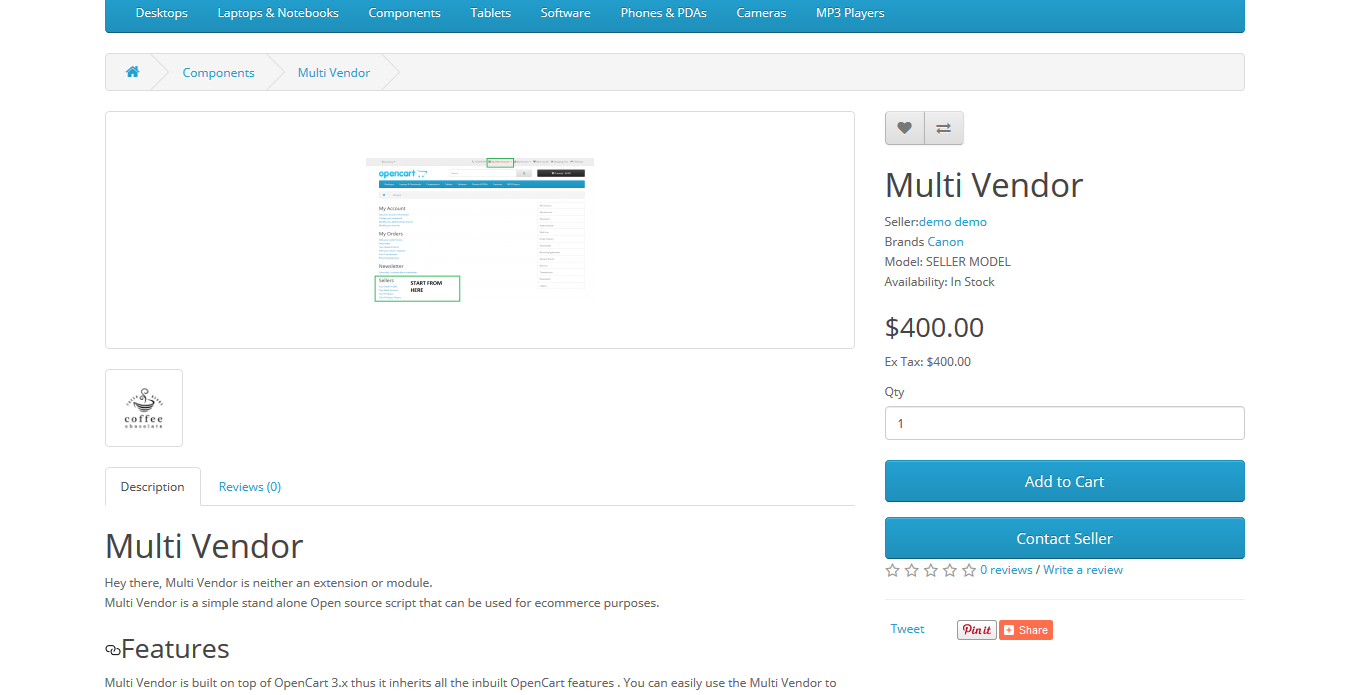 Desktops Laptops & Notebooks Components Tablets Software Phones & PDAs Cameras MP3 Players
Components Multi Vendor
opencart
My Account
My Orders
Newsletter
Sellers
START FROM
HERE
coffee
chocolate
Description Reviews (0)
Multi Vendor
Hey there, Multi Vendor is neither an extension or module.
Multi Vendor is a simple stand alone Open source script that can be used for ecommerce purposes.
Features
Multi Vendor is built on top of OpenCart 3.x thus it inherits all the inbuilt OpenCart features . You can easily use the Multi Vendor to
Multi Vendor
Seller:demo demo
Brands Canon
Model: SELLER MODEL
Availability: In Stock
$400.00
Ex Tax: $400.00
Qty
1
Add to Cart
Contact Seller
0 reviews / Write a review
Tweet Pin it Share